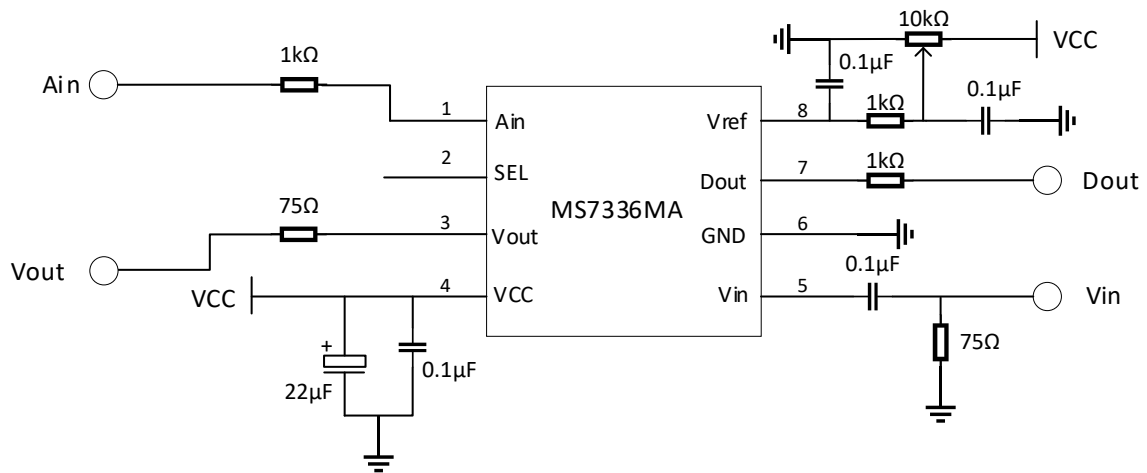 10kΩ
VCC
1kΩ
0.1µF
0.1µF
Ain
1
Ain
Vref
8
1kΩ
2
SEL
1kΩ
7
Dout
Dout
MS7336MA
75Ω
3
Vout
GND
6
Vout
0.1µF
VCC
4
VCC
Vin
5
Vin
+
75Ω
22µF
0.1µF